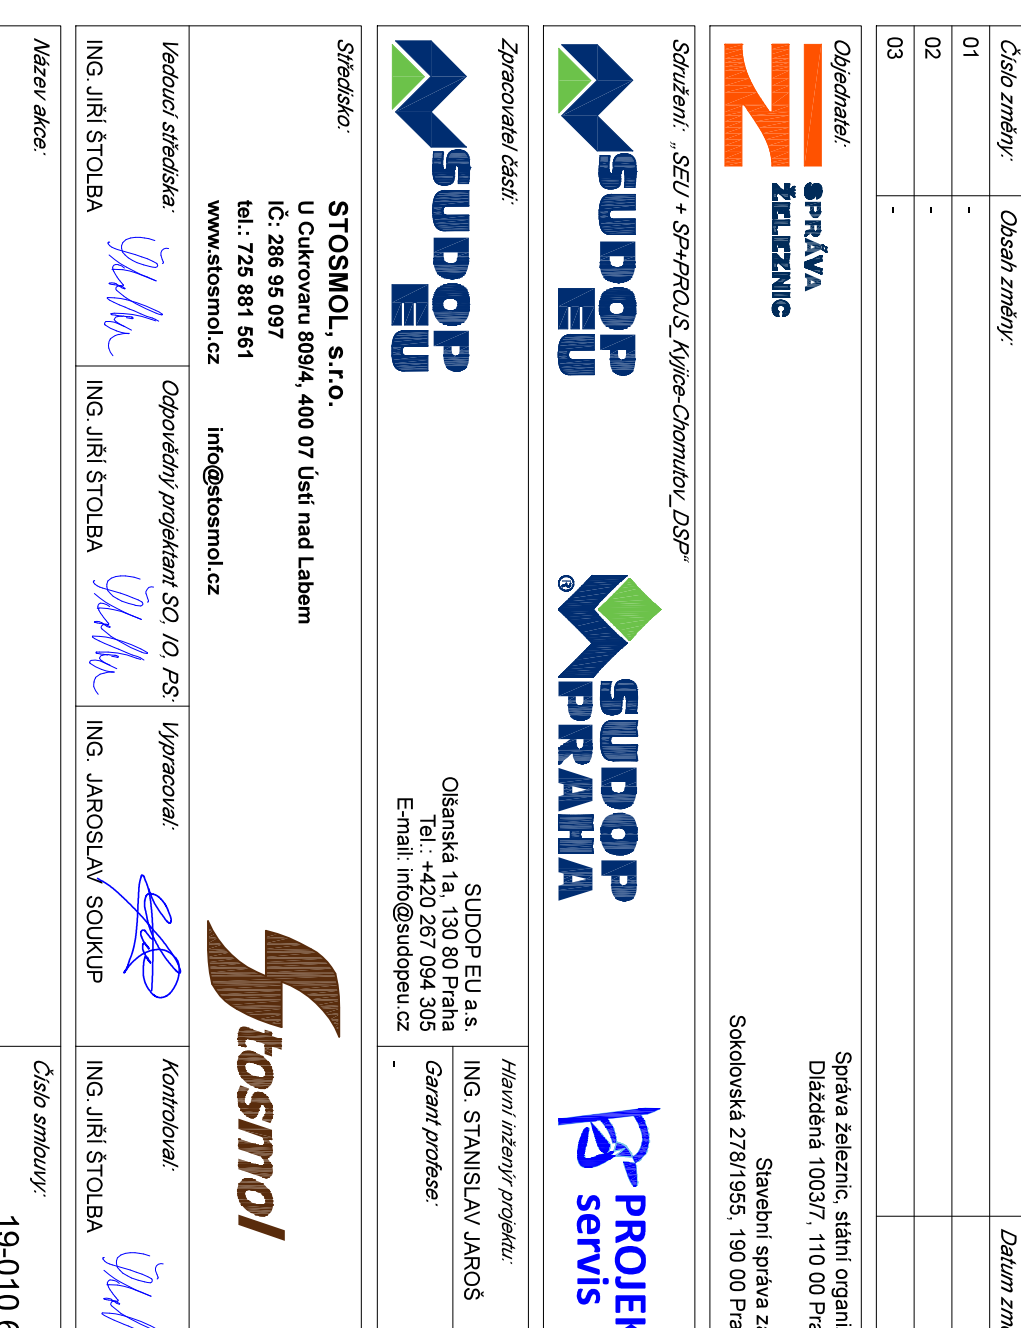 Číslo změny:
Obsah změny:
01
-
02
-
03
-
Objednatel:
SPRÁVA
ŽELEZNIC
Správa železnic, státní organi
Dlážděná 1003/7, 110 00 Pra
Stavební správa zá
Sokolovská 278/1955, 190 00 Pra
Sdružení: „SEU + SP+PROJS_Kyjice-Chomutov_DSP“
SUDOP
EU
®
SUDOP
PRAHA
PROJEK
servis
Zpracovatel části:
SUDOP
EU
SUDOP EU a.s.
Olšanská 1a, 130 80 Praha
Tel.: +420 267 094 305
E-mail: info@sudopeu.cz
Hlavní inženýr projektu:
ING. STANISLAV JAROŠ
Garant profese:
-
Středisko:
STOSMOL, s.r.o.
U Cukrovaru 809/4, 400 07 Ústí nad Labem
IČ: 286 95 097
tel.: 725 881 561
www.stosmol.cz info@stosmol.cz
Stosmol
Vedoucí střediska:
ING. JIŘÍ ŠTOLBA
Odpovědný projektant SO, IO, PS:
ING. JIŘÍ ŠTOLBA
Vypracoval:
ING. JAROSLAV SOUKUP
Kontroloval:
ING. JIŘÍ ŠTOLBA
Název akce:
Číslo smlouvy:
19-010 6